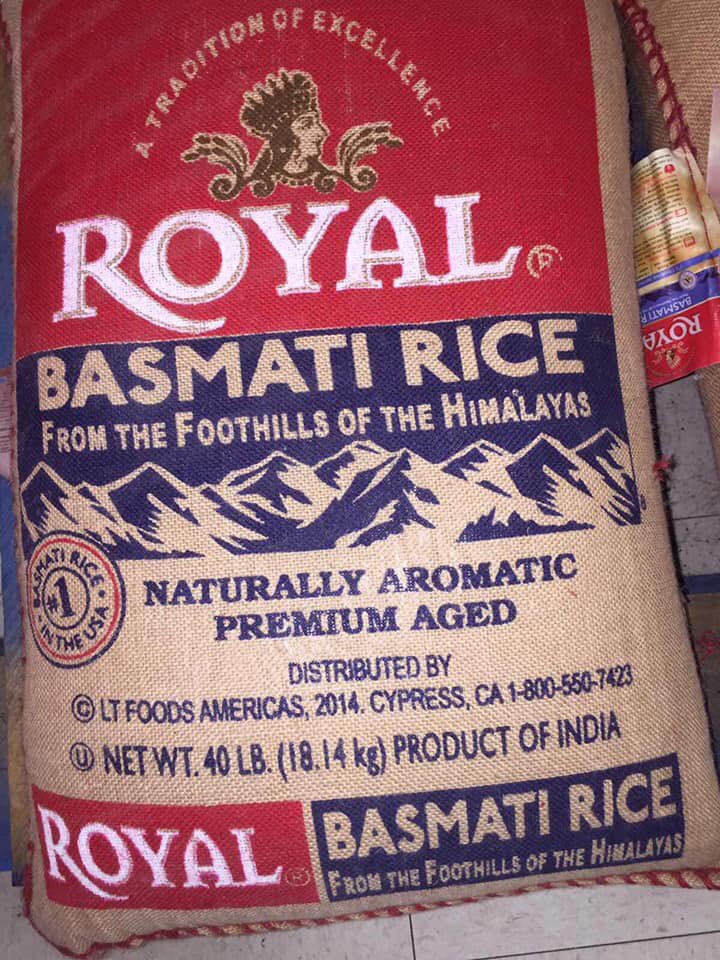 A TRADITION OF EXCELLENCE
ROYAL®
BASMATI RICE
FROM THE FOOTHILLS OF THE HIMALAYAS
BASMATI RICE
#1
IN THE USA
NATURALLY AROMATIC
PREMIUM AGED
DISTRIBUTED BY
© LT FOODS AMERICAS, 2014. CYPRESS, CA 1-800-550-7423
Ⓤ NET WT. 40 LB. (18.14 kg) PRODUCT OF INDIA
ROYAL®
BASMATI RICE
FROM THE FOOTHILLS OF THE HIMALAYAS
ROYAL
BASMATI R